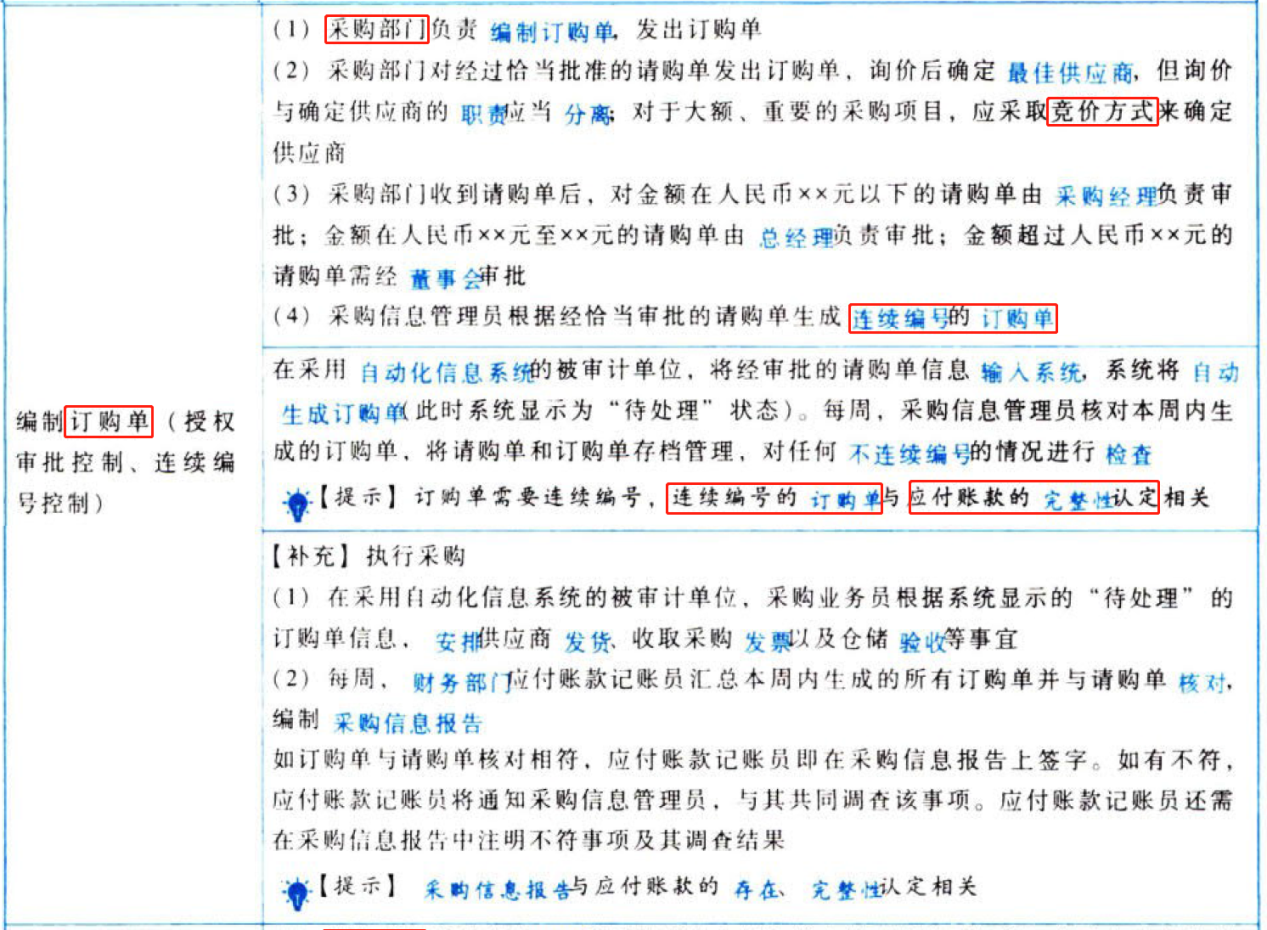 编制订购单（授权
审批控制、连续编
号控制）
（1）采购部门负责 编制订购单，发出订购单
（2）采购部门对经过恰当批准的请购单发出订购单，询价后确定 最佳供应商，但询价
与确定供应商的 职责应当 分离；对于大额、重要的采购项目，应采取竞价方式来确定
供应商
（3）采购部门收到请购单后，对金额在人民币××元以下的请购单由 采购经理负责审
批；金额在人民币××元至××元的请购单由 总经理负责审批；金额超过人民币××元的
请购单需经 董事会审批
（4）采购信息管理员根据经恰当审批的请购单生成 连续编号的 订购单
在采用 自动化信息系统的被审计单位，将经审批的请购单信息 输入系统，系统将 自动
生成订购单（此时系统显示为“待处理”状态）。每周，采购信息管理员核对本周内生
成的订购单，将请购单和订购单存档管理，对任何 不连续编号的情况进行 检查
【提示】订购单需要连续编号，连续编号的 订购单与应付账款的 完整性认定相关
【补充】执行采购
（1）在采用自动化信息系统的被审计单位，采购业务员根据系统显示的“待处理”的
订购单信息，安排供应商 发货、收取采购 发票以及仓储 验收等事宜
（2）每周，财务部门应付账款记账员汇总本周内生成的所有订购单并与请购单 核对，
编制 采购信息报告
如订购单与请购单核对相符，应付账款记账员即在采购信息报告上签字。如有不符，
应付账款记账员将通知采购信息管理员，与其共同调查该事项。应付账款记账员还需
在采购信息报告中注明不符事项及其调查结果
【提示】 采购信息报告与应付账款的 存在、完整性认定相关